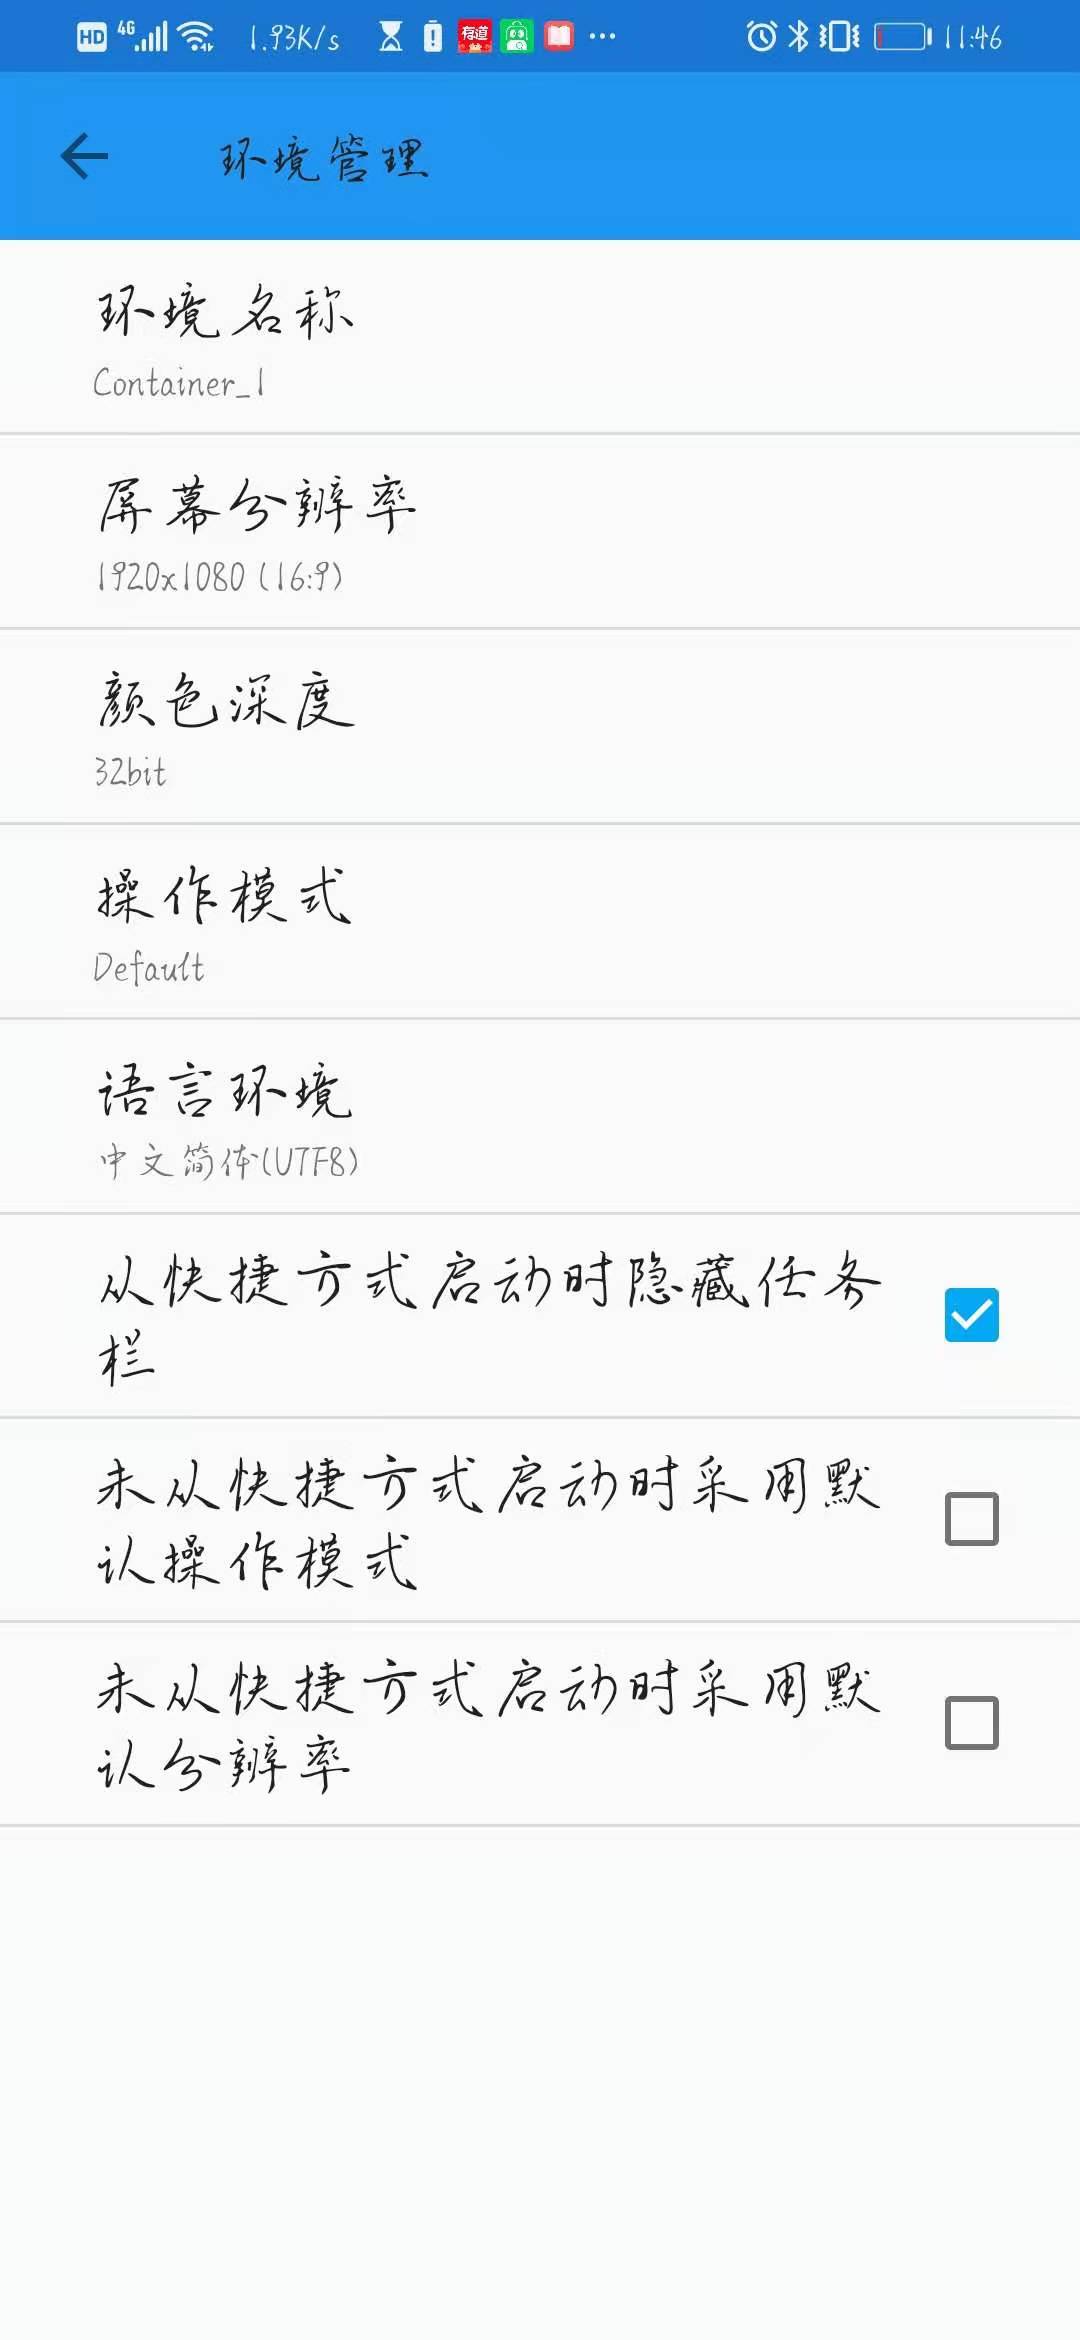 HD 4G 1.93K/s 有道 11:46
环境管理
环境名称
Container_1
屏幕分辨率
1920x1080 (16:9)
颜色深度
32bit
操作模式
Default
语言环境
中文简体(UTF8)
从快捷方式启动时隐藏任务
栏
未从快捷方式启动时采用默
认操作模式
未从快捷方式启动时采用默
认分辨率